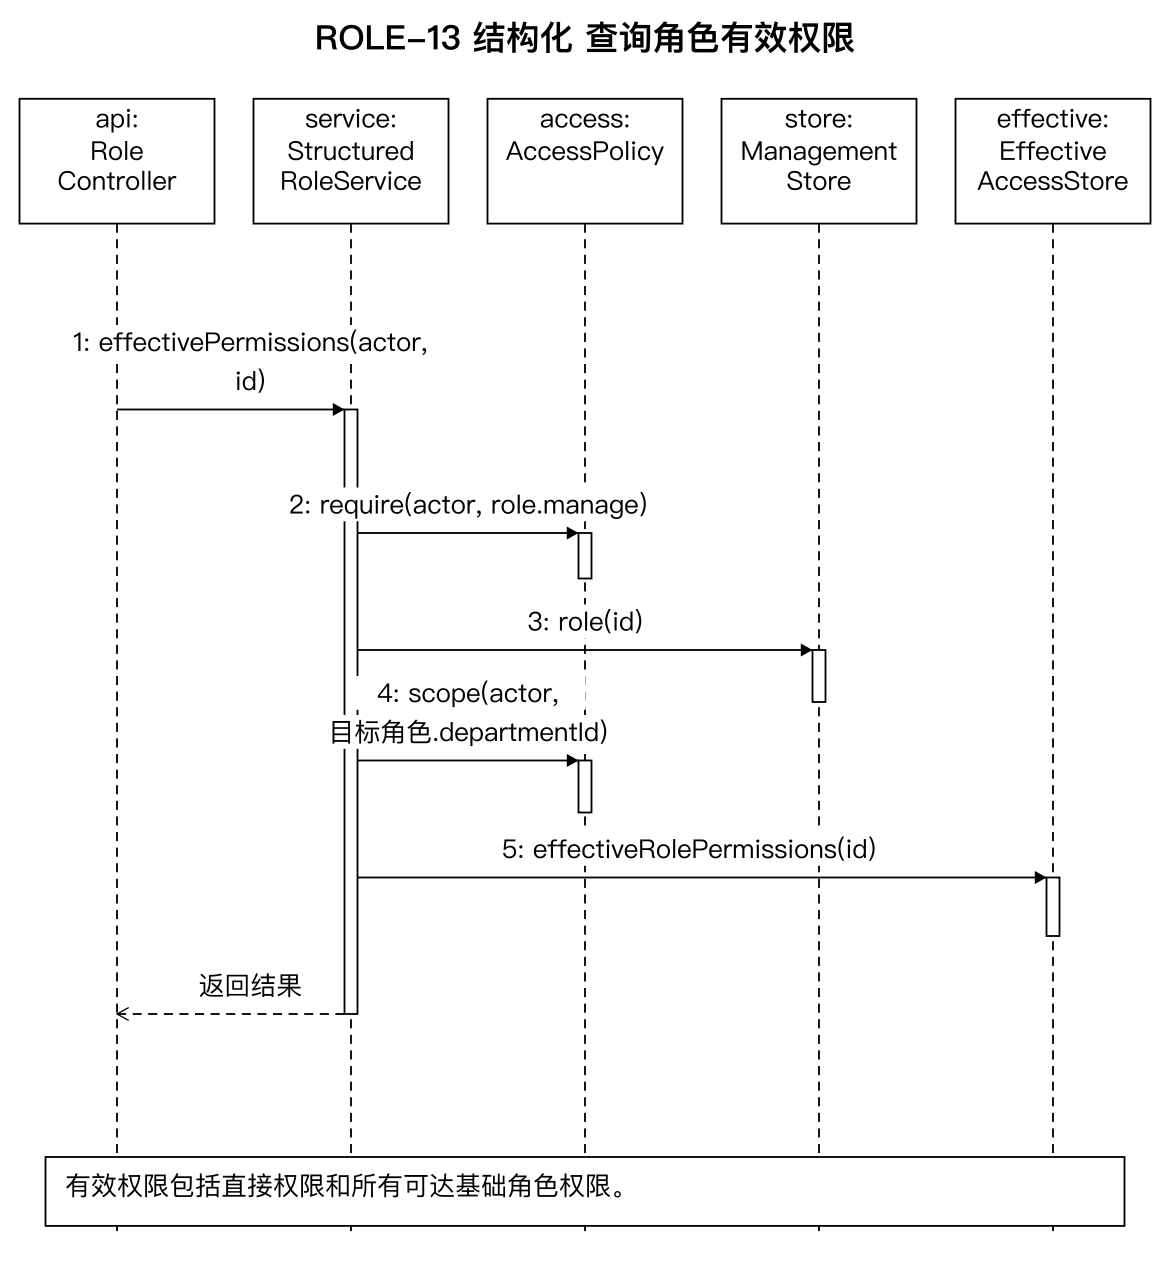 ROLE-13 结构化 查询角色有效权限
api:
Role
Controller
service:
Structured
RoleService
access:
AccessPolicy
store:
Management
Store
effective:
Effective
AccessStore
1: effectivePermissions(actor,
id)
2: require(actor, role.manage)
3: role(id)
4: scope(actor,
目标角色.departmentId)
5: effectiveRolePermissions(id)
返回结果
有效权限包括直接权限和所有可达基础角色权限。